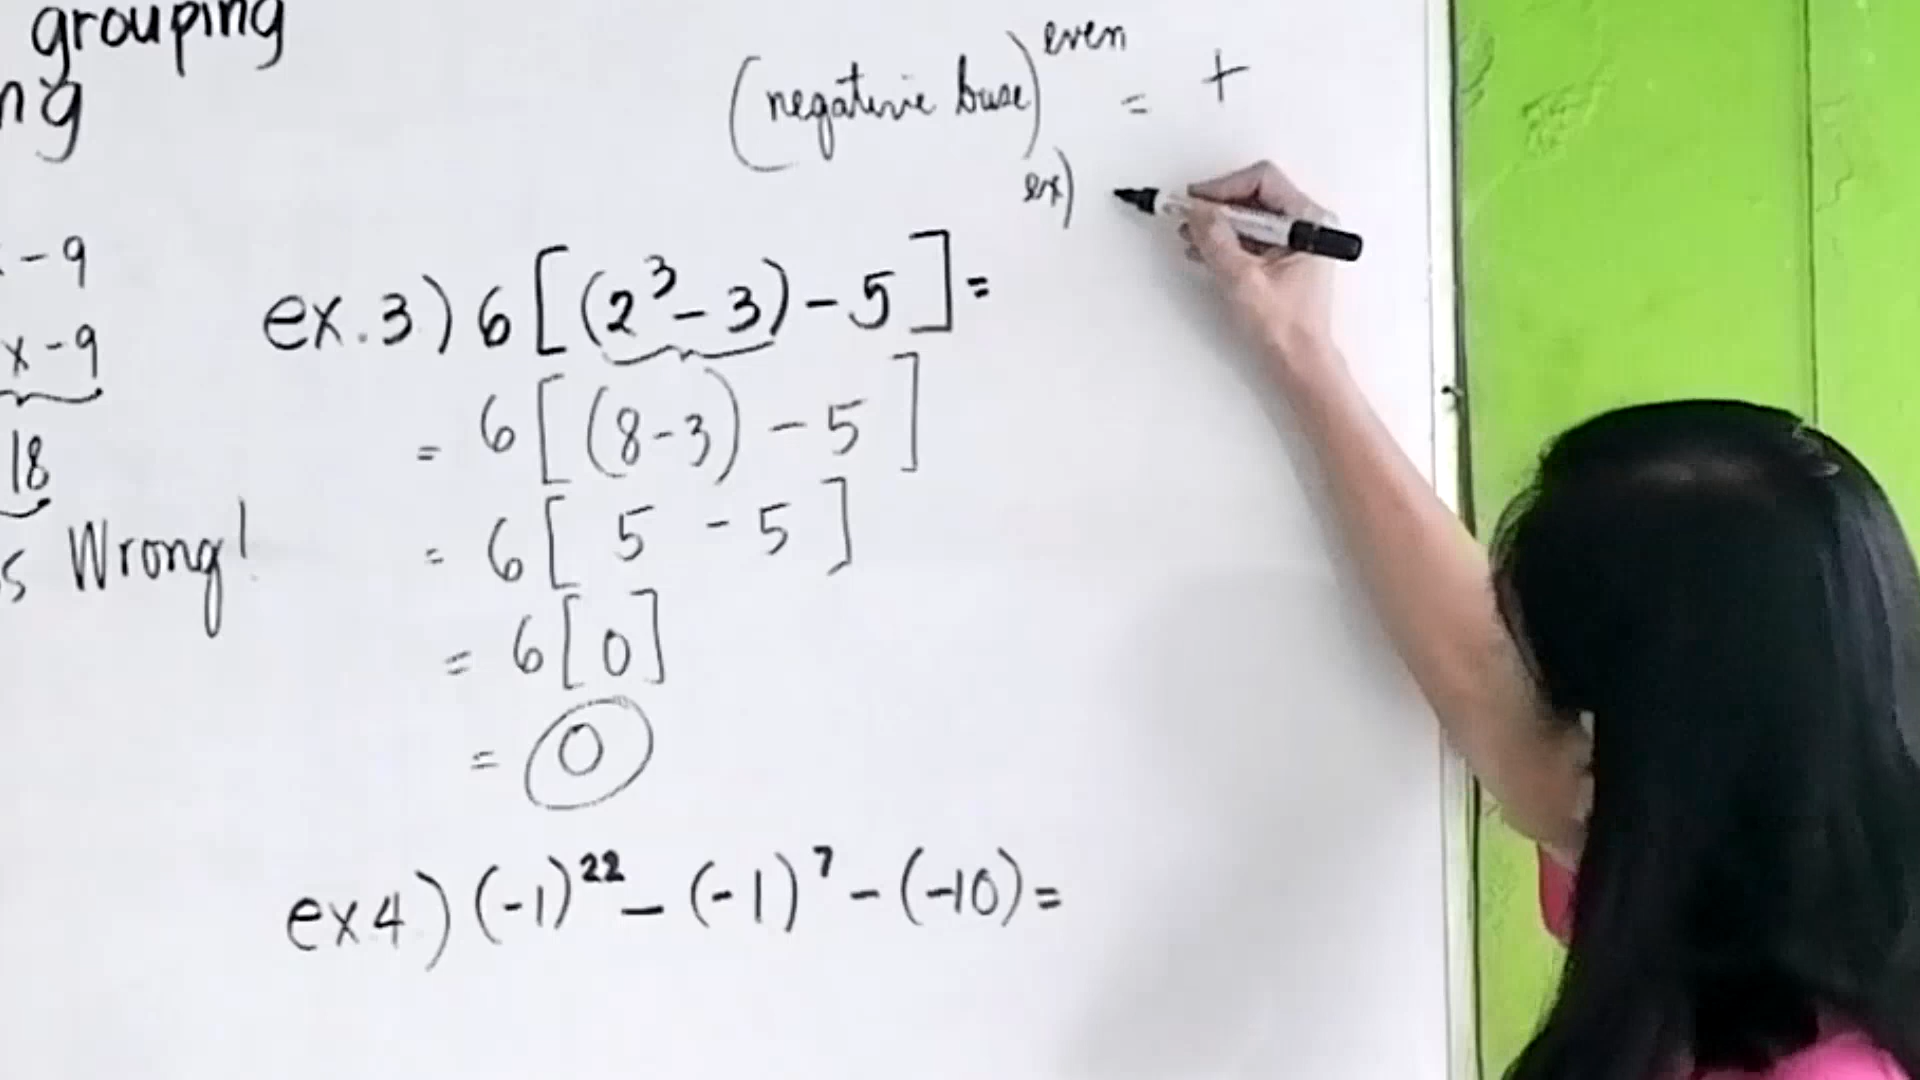 grouping
ng
- 9
x - 9
18
s Wrong!
(negative base)^even = +
ex)
ex.3) 6[(2³ - 3) - 5] =
= 6[(8 - 3) - 5]
= 6[5 - 5]
= 6[0]
= 0
ex4) (-1)²² - (-1)⁷ - (-10) =